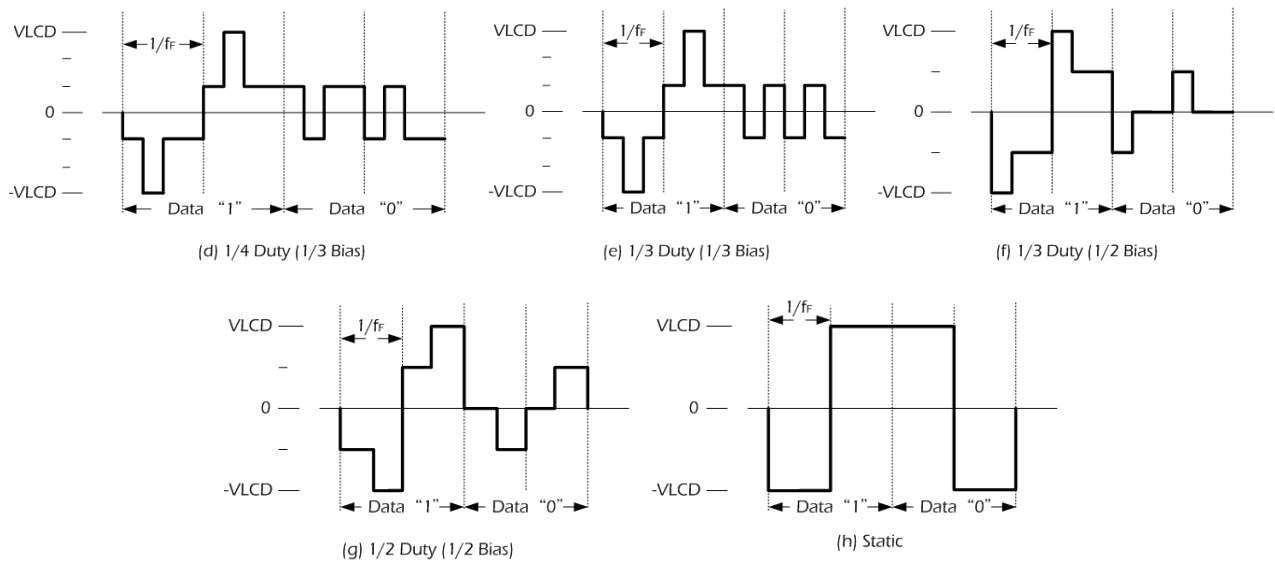 VLCD
1/fF
0
-VLCD
Data “1”
Data “0”
(d) 1/4 Duty (1/3 Bias)
VLCD
1/fF
0
-VLCD
Data “1”
Data “0”
(e) 1/3 Duty (1/3 Bias)
VLCD
1/fF
0
-VLCD
Data “1”
Data “0”
(f) 1/3 Duty (1/2 Bias)
VLCD
1/fF
0
-VLCD
Data “1”
Data “0”
(g) 1/2 Duty (1/2 Bias)
VLCD
1/fF
0
-VLCD
Data “1”
Data “0”
(h) Static